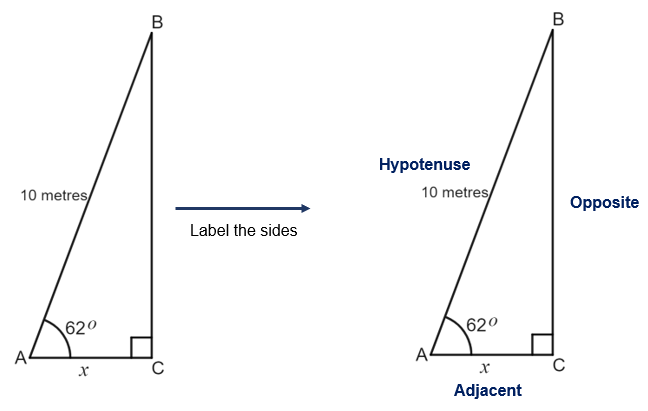 B
10 metres
62º
A
x
C
Label the sides
B
Hypotenuse
10 metres
Opposite
62º
A
x
C
Adjacent